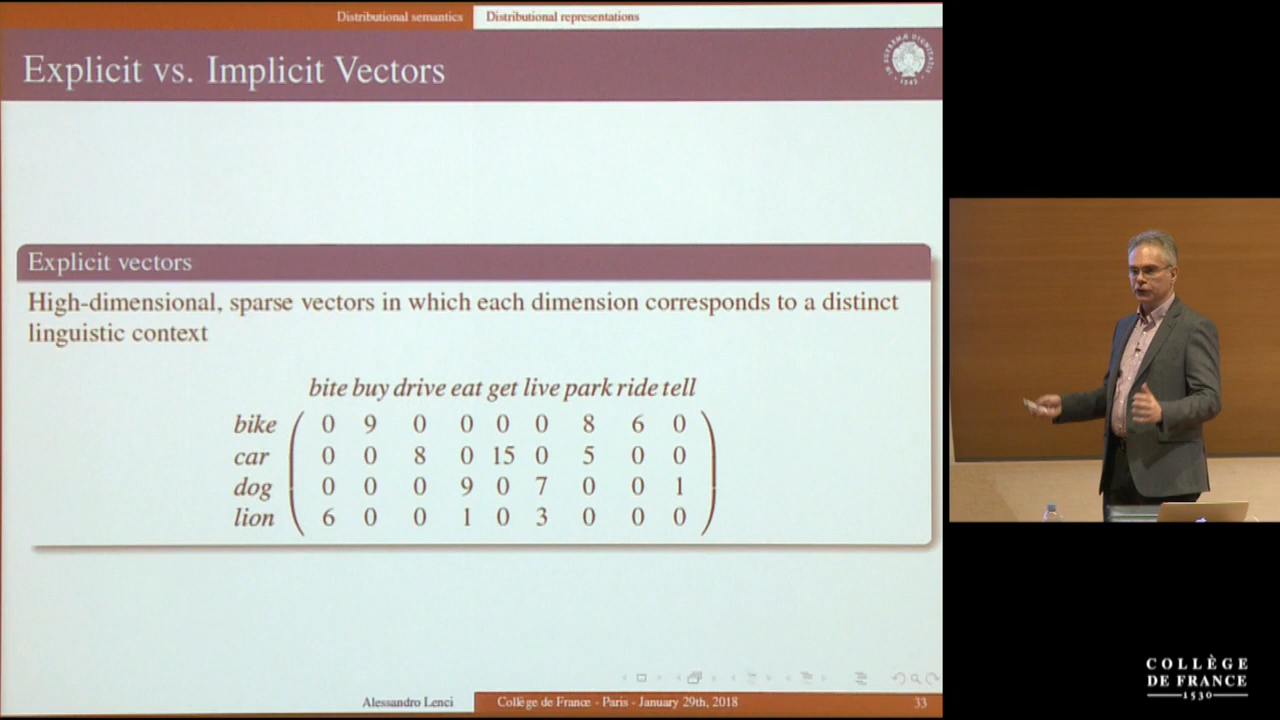 Distributional semantics Distributional representations
Explicit vs. Implicit Vectors
Explicit vectors
High-dimensional, sparse vectors in which each dimension corresponds to a distinct
linguistic context
bite buy drive eat get live park ride tell
bike 0 9 0 0 0 0 8 6 0
car 0 0 8 0 15 0 5 0 0
dog 0 0 0 9 0 7 0 0 1
lion 6 0 0 1 0 3 0 0 0
Alessandro Lenci Collège de France - Paris - January 29th, 2018 33
COLLÈGE
DE FRANCE
1530